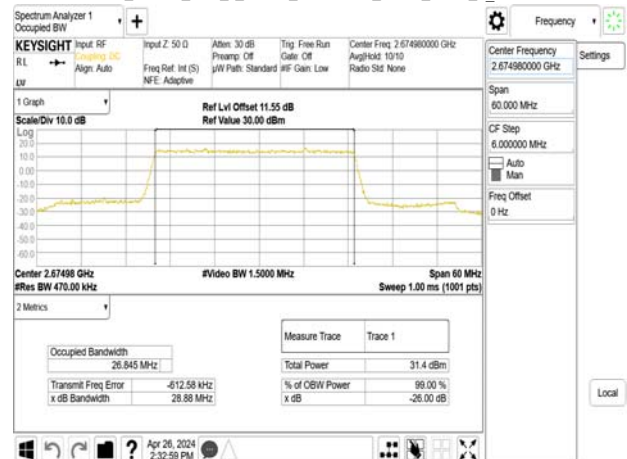 Spectrum Analyzer 1
Occupied BW
Frequency
KEYSIGHT
RL
Input: RF
Coupling: DC
Align: Auto
Input Z: 50 Ω
Freq Ref: Int (S)
NFE: Adaptive
Atten: 30 dB
Preamp: Off
µW Path: Standard
Trig: Free Run
Gate: Off
#IF Gain: Low
Center Freq: 2.674980000 GHz
Avg|Hold: 10/10
Radio Std: None
Center Frequency
2.674980000 GHz
Settings
Span
60.000 MHz
CF Step
6.000000 MHz
Auto
Man
Freq Offset
0 Hz
Local
1 Graph
Scale/Div 10.0 dB
Ref Lvl Offset 11.55 dB
Ref Value 30.00 dBm
Log
20.0
10.0
0.00
-10.0
-20.0
-30.0
-40.0
-50.0
-60.0
Center 2.67498 GHz
#Video BW 1.5000 MHz
Span 60 MHz
#Res BW 470.00 kHz
Sweep 1.00 ms (1001 pts)
2 Metrics
Measure Trace
Trace 1
Occupied Bandwidth
26.845 MHz
Total Power
31.4 dBm
Transmit Freq Error
-612.58 kHz
% of OBW Power
99.00 %
x dB Bandwidth
28.88 MHz
x dB
-26.00 dB
Apr 26, 2024
2:32:59 PM